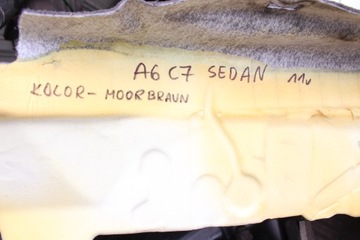 A6 C7 SEDAN 11r
KOLOR - MOORBRAUN